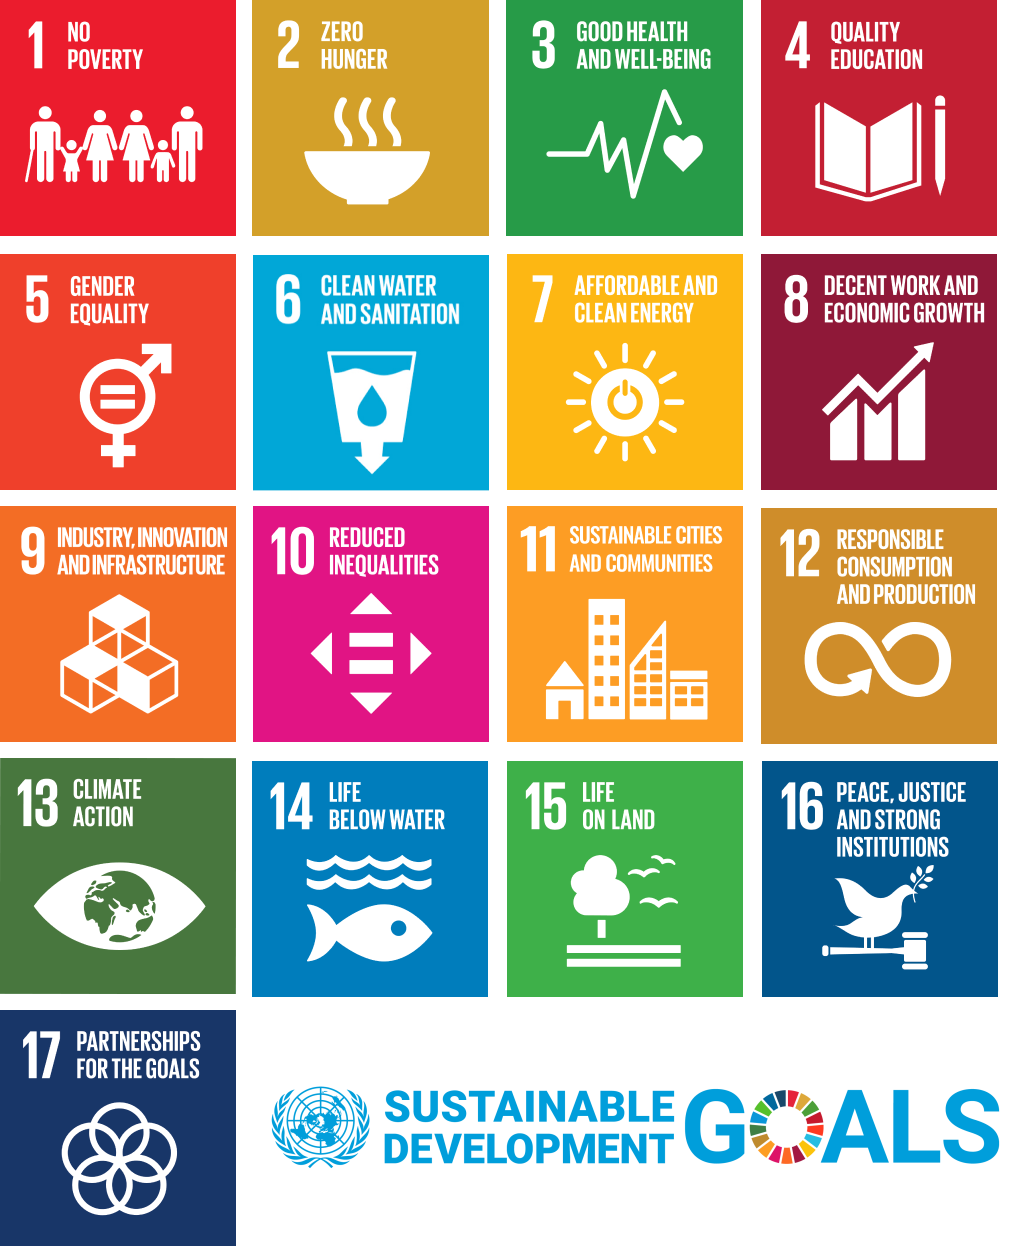 1 NO
POVERTY
2 ZERO
HUNGER
3 GOOD HEALTH
AND WELL-BEING
4 QUALITY
EDUCATION
5 GENDER
EQUALITY
6 CLEAN WATER
AND SANITATION
7 AFFORDABLE AND
CLEAN ENERGY
8 DECENT WORK AND
ECONOMIC GROWTH
9 INDUSTRY, INNOVATION
AND INFRASTRUCTURE
10 REDUCED
INEQUALITIES
11 SUSTAINABLE CITIES
AND COMMUNITIES
12 RESPONSIBLE
CONSUMPTION
AND PRODUCTION
13 CLIMATE
ACTION
14 LIFE
BELOW WATER
15 LIFE
ON LAND
16 PEACE, JUSTICE
AND STRONG
INSTITUTIONS
17 PARTNERSHIPS
FOR THE GOALS
SUSTAINABLE
DEVELOPMENT
GOALS